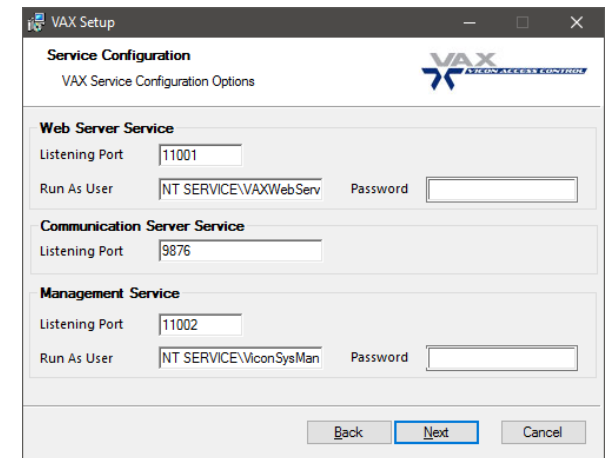 VAX Setup
Service Configuration
VAX Service Configuration Options
VAX
VICON ACCESS CONTROL
Web Server Service
Listening Port 11001
Run As User NT SERVICE\VAXWebServ Password
Communication Server Service
Listening Port 9876
Management Service
Listening Port 11002
Run As User NT SERVICE\ViconSysMan Password
Back Next Cancel